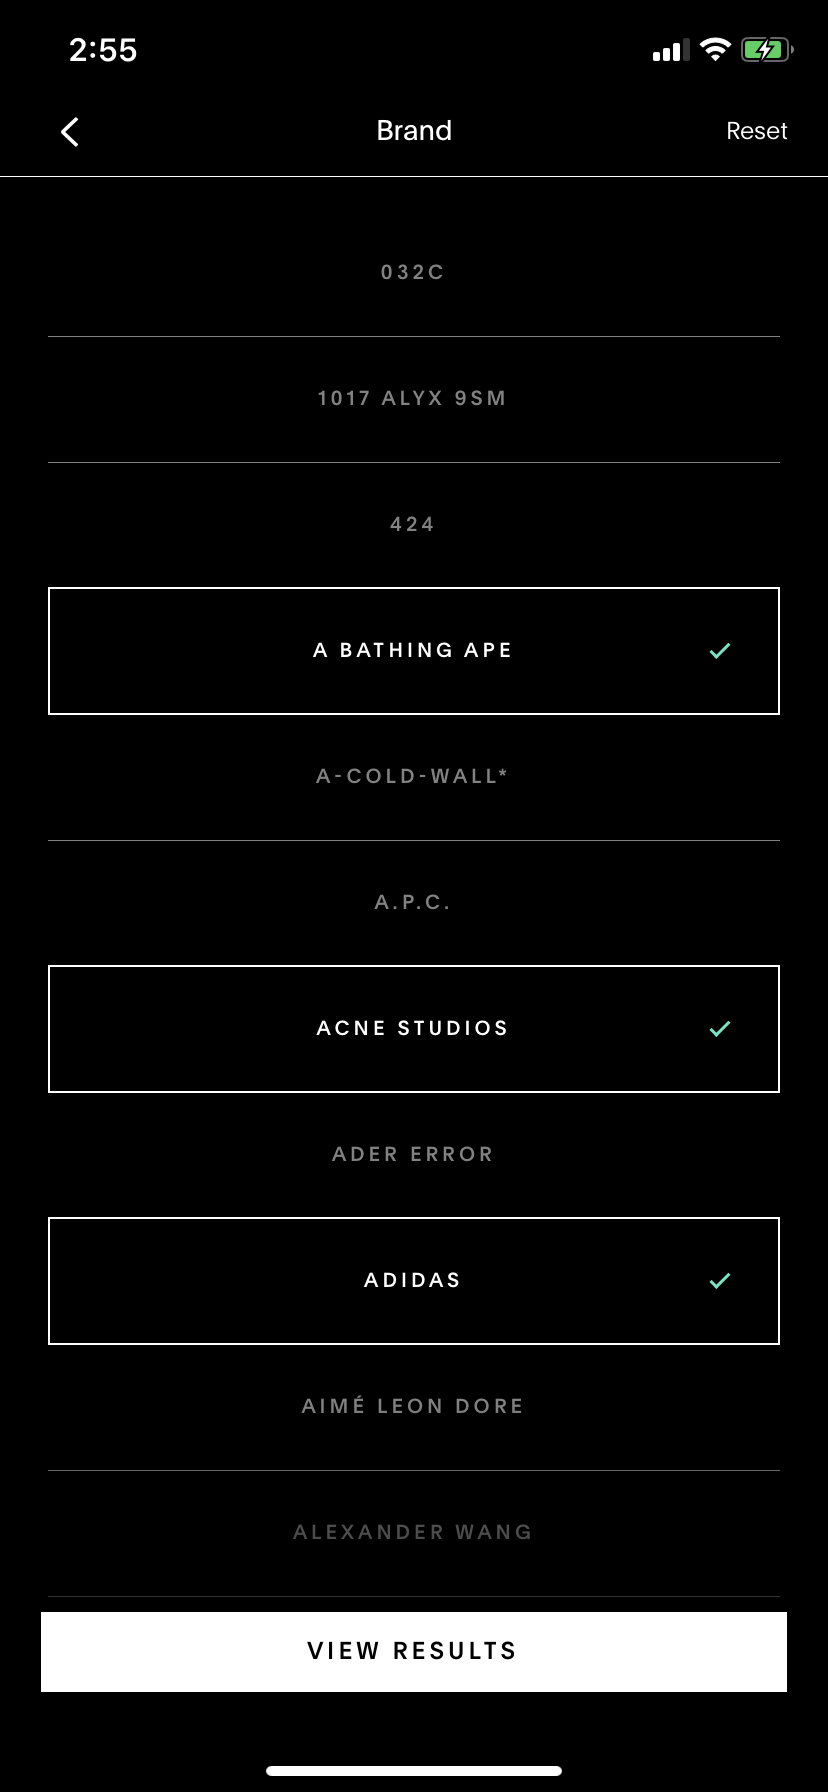 2:55
Brand
Reset
032C
1017 ALYX 9SM
424
A BATHING APE
A-COLD-WALL*
A.P.C.
ACNE STUDIOS
ADER ERROR
ADIDAS
AIMÉ LEON DORE
ALEXANDER WANG
VIEW RESULTS